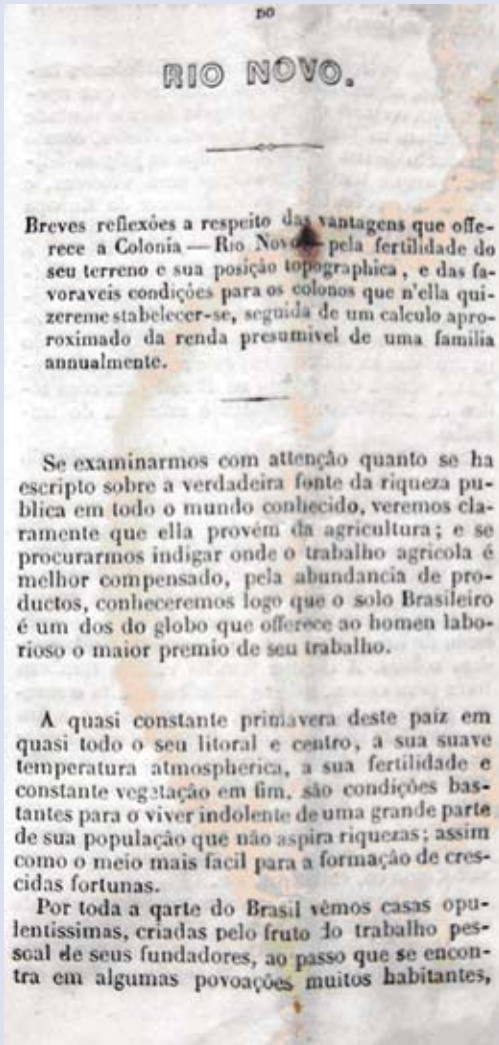 DO
RIO NOVO.
Breves reflexões a respeito das vantagens que offe-
rece a Colonia — Rio Novo — pela fertilidade do
seu terreno e sua posição topographica, e das fa-
voraveis condições para os colonos que n'ella qui-
zereme stabelecer-se, seguida de um calculo apro-
roximado da renda presumivel de uma familia
annualmente.
Se examinarmos com attenção quanto se ha
escripto sobre a verdadeira fonte da riqueza pu-
blica em todo o mundo conhecido, veremos cla-
ramente que ella provém da agricultura; e se
procurarmos indigar onde o trabalho agricola é
melhor compensado, pela abundancia de pro-
ductos, conheceremos logo que o solo Brasileiro
é um dos do globo que offerece ao homen labo-
rioso o maior premio de seu trabalho.
A quasi constante primavera deste paiz em
quasi todo o seu litoral e centro, a sua suave
temperatura atmospherica, a sua fertilidade e
constante vegetação em fim, são condições bas-
tantes para o viver indolente de uma grande parte
de sua população que não aspira riquezas; assim
como o meio mais facil para a formação de cres-
cidas fortunas.
Por toda a qarte do Brasil vêmos casas opu-
lentissimas, criadas pelo fruto do trabalho pes-
soal de seus fundadores, ao passo que se encon-
tra em algumas povoações muitos habitantes,